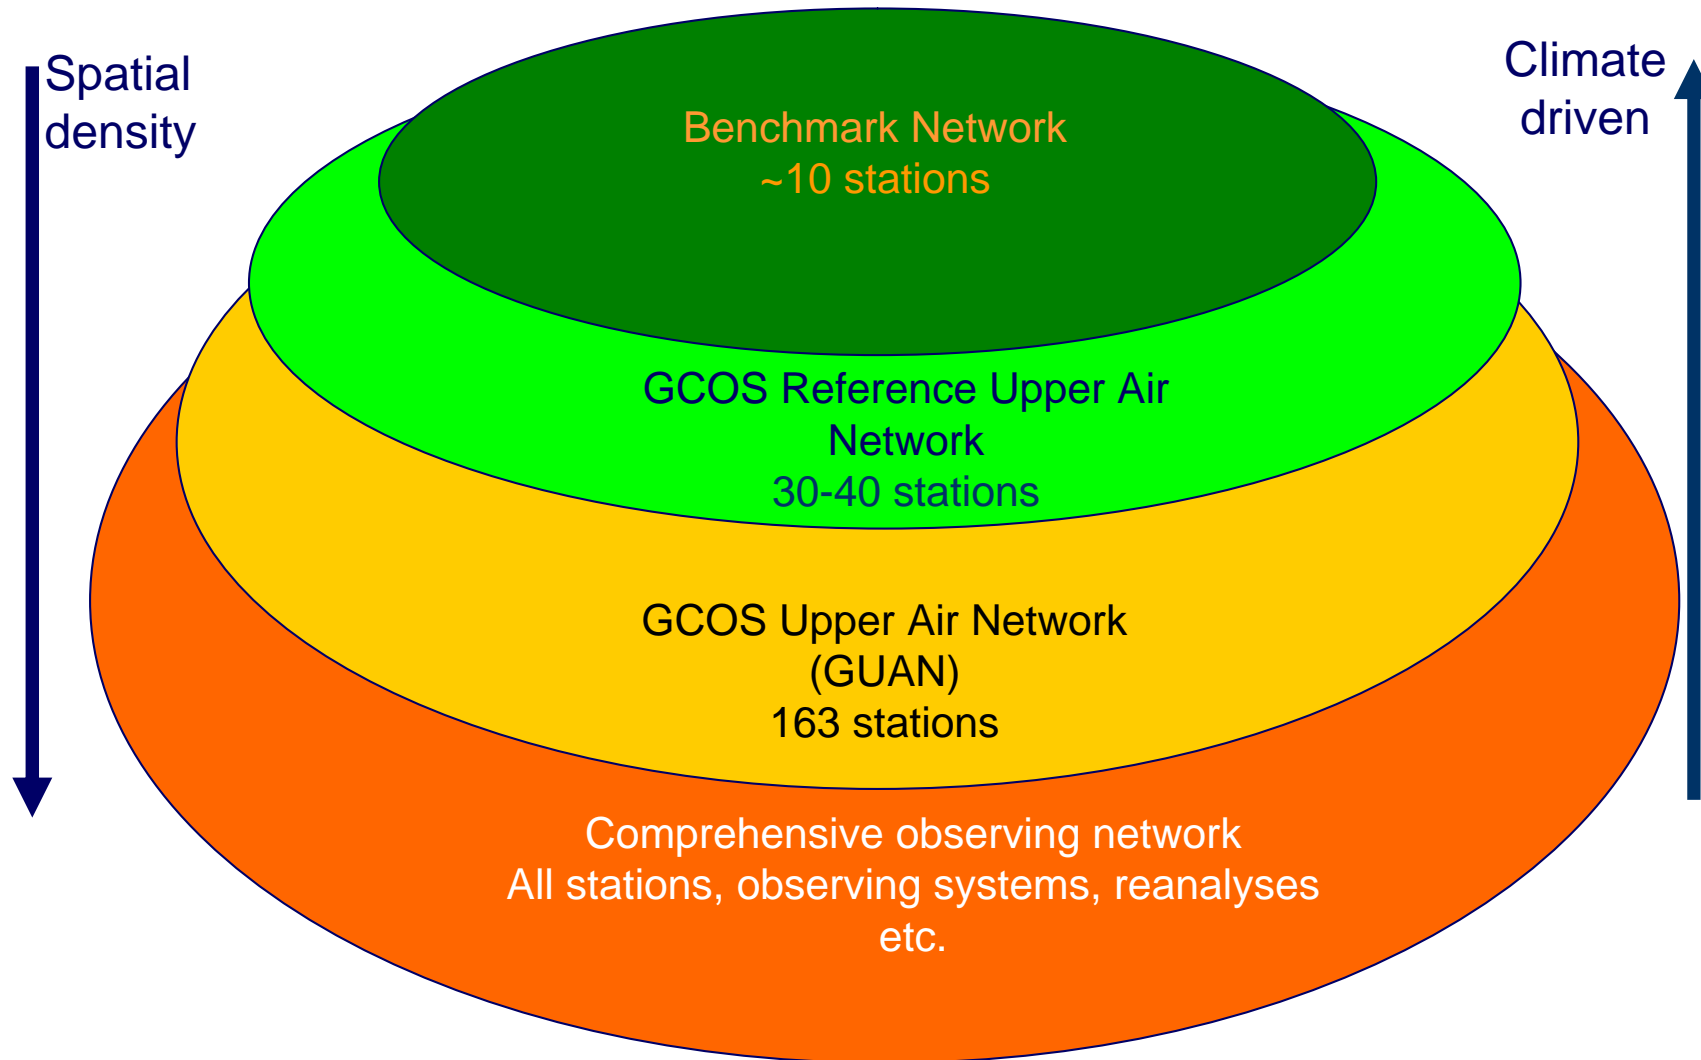 Spatial
density
Climate
driven
Benchmark Network
~10 stations
GCOS Reference Upper Air
Network
30-40 stations
GCOS Upper Air Network
(GUAN)
163 stations
Comprehensive observing network
All stations, observing systems, reanalyses
etc.